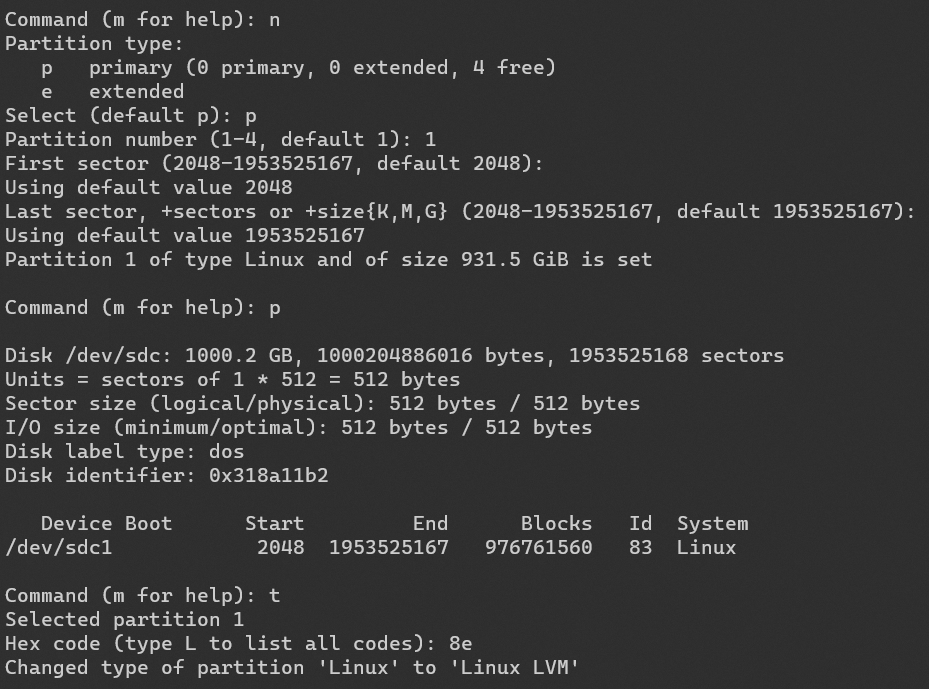 Command (m for help): n
Partition type:
   p   primary (0 primary, 0 extended, 4 free)
   e   extended
Select (default p): p
Partition number (1-4, default 1): 1
First sector (2048-1953525167, default 2048):
Using default value 2048
Last sector, +sectors or +size{K,M,G} (2048-1953525167, default 1953525167):
Using default value 1953525167
Partition 1 of type Linux and of size 931.5 GiB is set
Command (m for help): p
Disk /dev/sdc: 1000.2 GB, 1000204886016 bytes, 1953525168 sectors
Units = sectors of 1 * 512 = 512 bytes
Sector size (logical/physical): 512 bytes / 512 bytes
I/O size (minimum/optimal): 512 bytes / 512 bytes
Disk label type: dos
Disk identifier: 0x318a11b2
   Device Boot      Start         End      Blocks   Id  System
/dev/sdc1            2048  1953525167   976761560   83  Linux
Command (m for help): t
Selected partition 1
Hex code (type L to list all codes): 8e
Changed type of partition 'Linux' to 'Linux LVM'